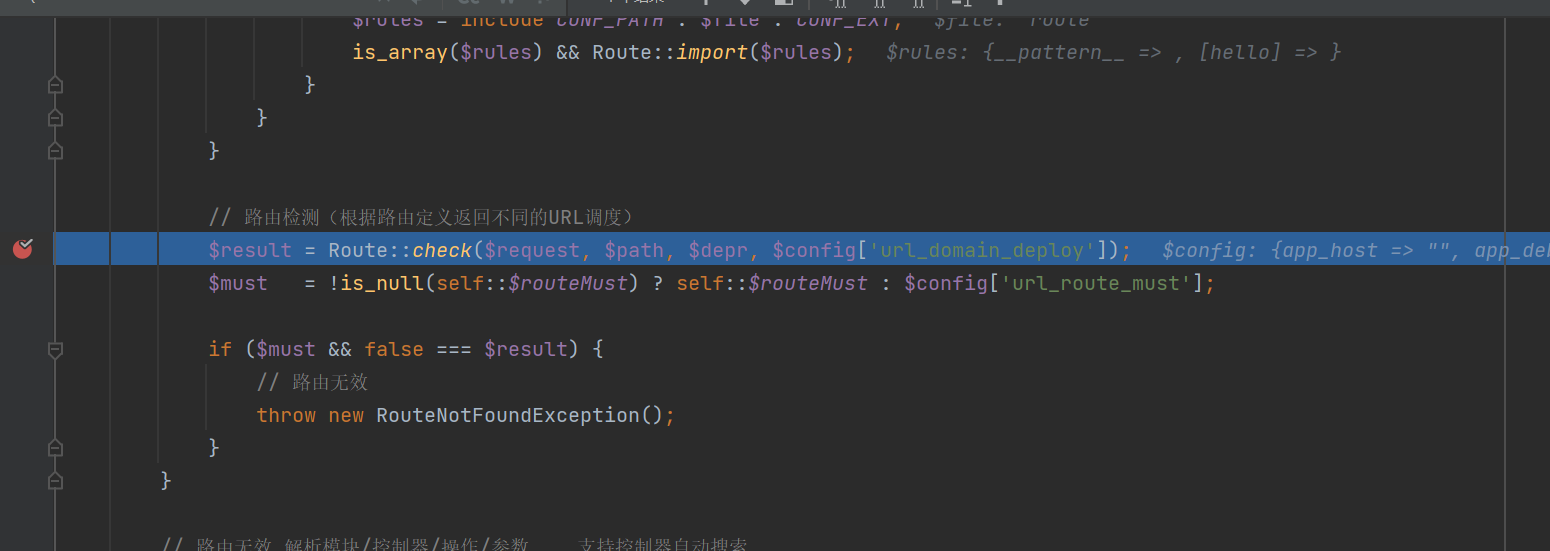 $rules = include CONF_PATH . $file . CONF_EXT; $file: "route"
is_array($rules) && Route::import($rules); $rules: {__pattern__ => , [hello] => }
}
}
}
// 路由检测（根据路由定义返回不同的URL调度）
$result = Route::check($request, $path, $depr, $config['url_domain_deploy']); $config: {app_host => "",
$must = !is_null(self::$routeMust) ? self::$routeMust : $config['url_route_must'];
if ($must && false === $result) {
// 路由无效
throw new RouteNotFoundException();
}
}
// 路由无效 解析模块/控制器/操作/参数 支持控制器自动搜索